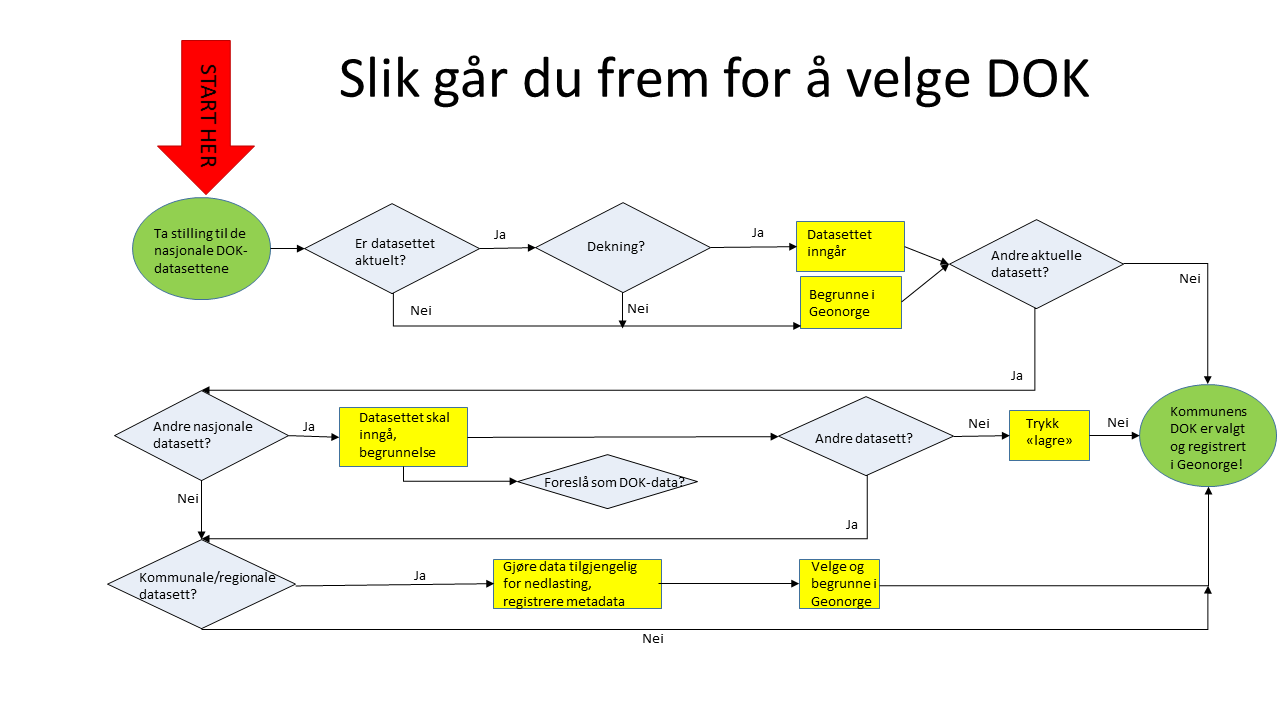 START HER
Slik går du frem for å velge DOK
Ta stilling til de
nasjonale DOK-
datasettene
Er datasettet
aktuelt?
Ja
Nei
Dekning?
Ja
Nei
Datasettet
inngår
Begrunne i
Geonorge
Andre aktuelle
datasett?
Nei
Ja
Andre nasjonale
datasett?
Ja
Nei
Datasettet skal
inngå,
begrunnelse
Foreslå som DOK-data?
Andre datasett?
Nei
Ja
Trykk
«lagre»
Nei
Kommunens
DOK er valgt
og registrert
i Geonorge!
Kommunale/regionale
datasett?
Ja
Gjøre data tilgjengelig
for nedlasting,
registrere metadata
Velge og
begrunne i
Geonorge
Nei